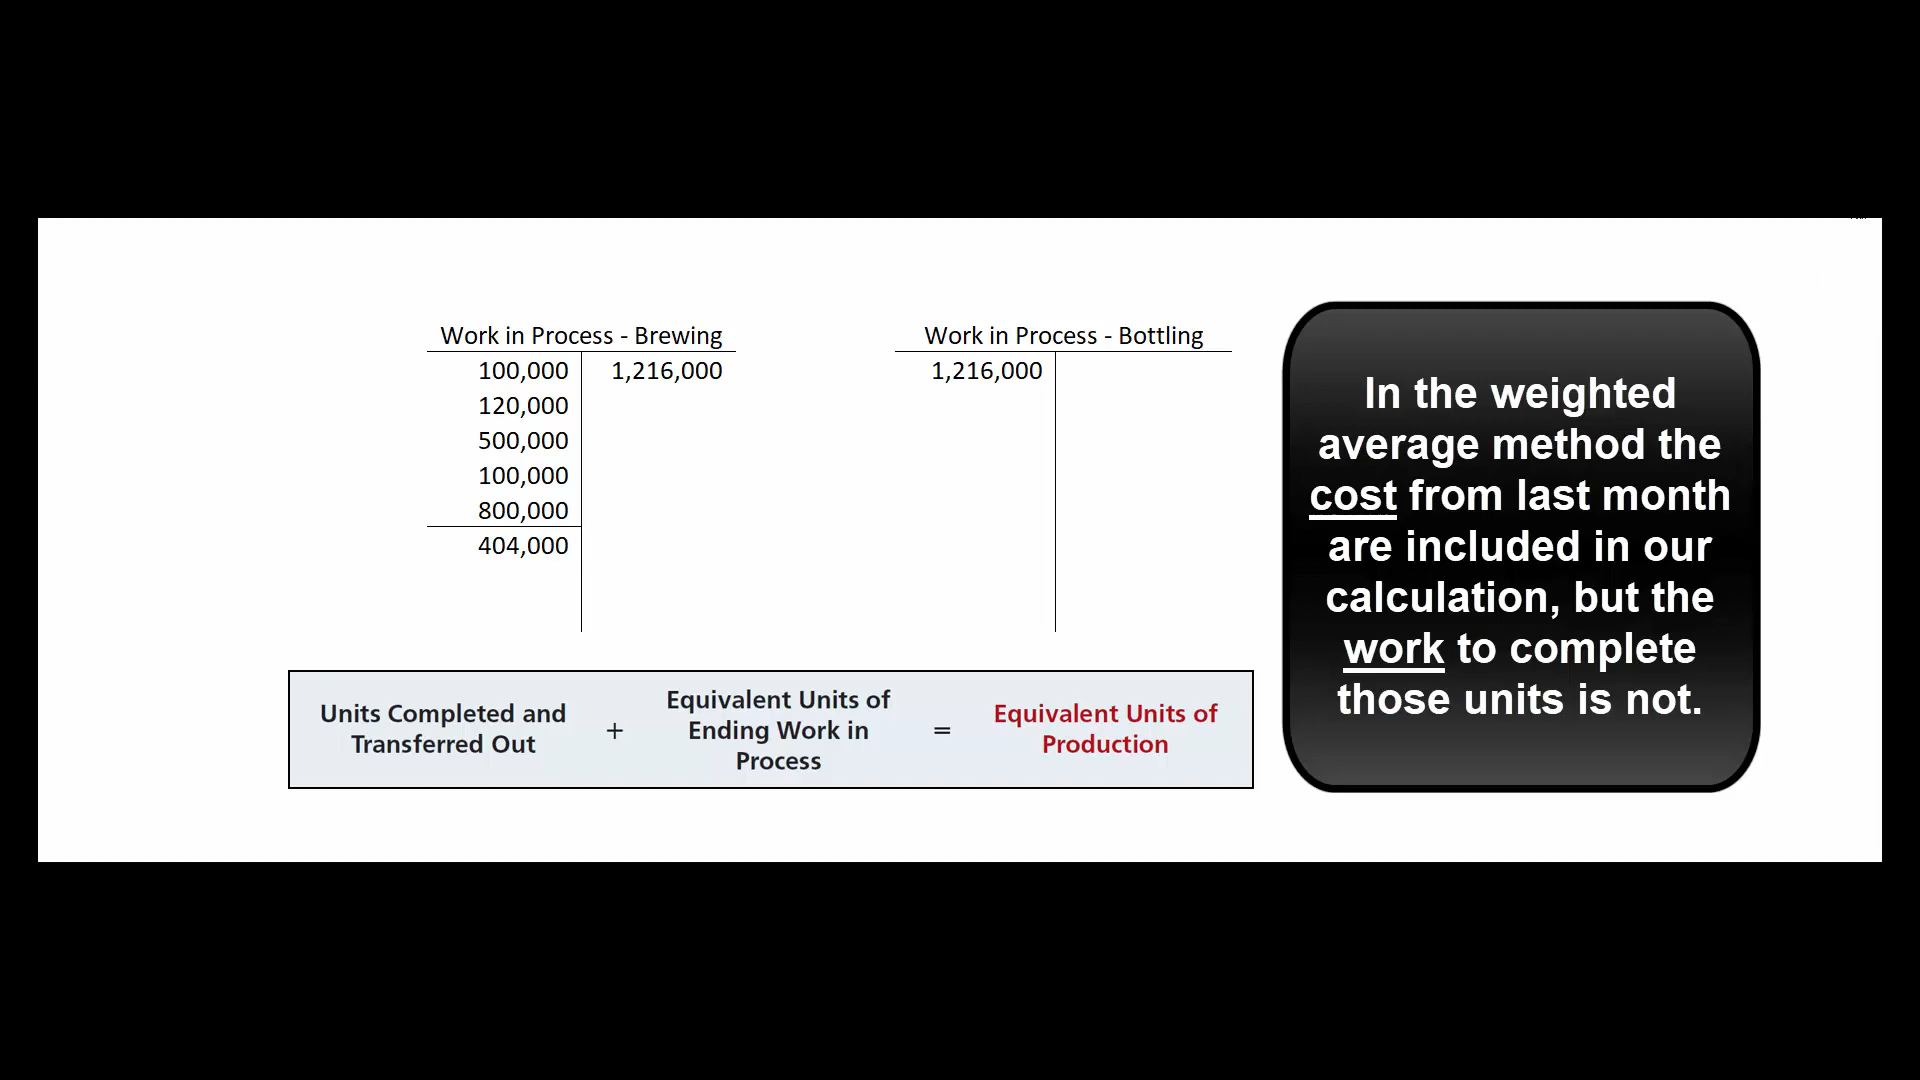 Work in Process - Brewing
100,000 1,216,000
120,000
500,000
100,000
800,000
404,000
Work in Process - Bottling
1,216,000
In the weighted
average method the
cost from last month
are included in our
calculation, but the
work to complete
those units is not.
Units Completed and
Transferred Out
+
Equivalent Units of
Ending Work in
Process
=
Equivalent Units of
Production